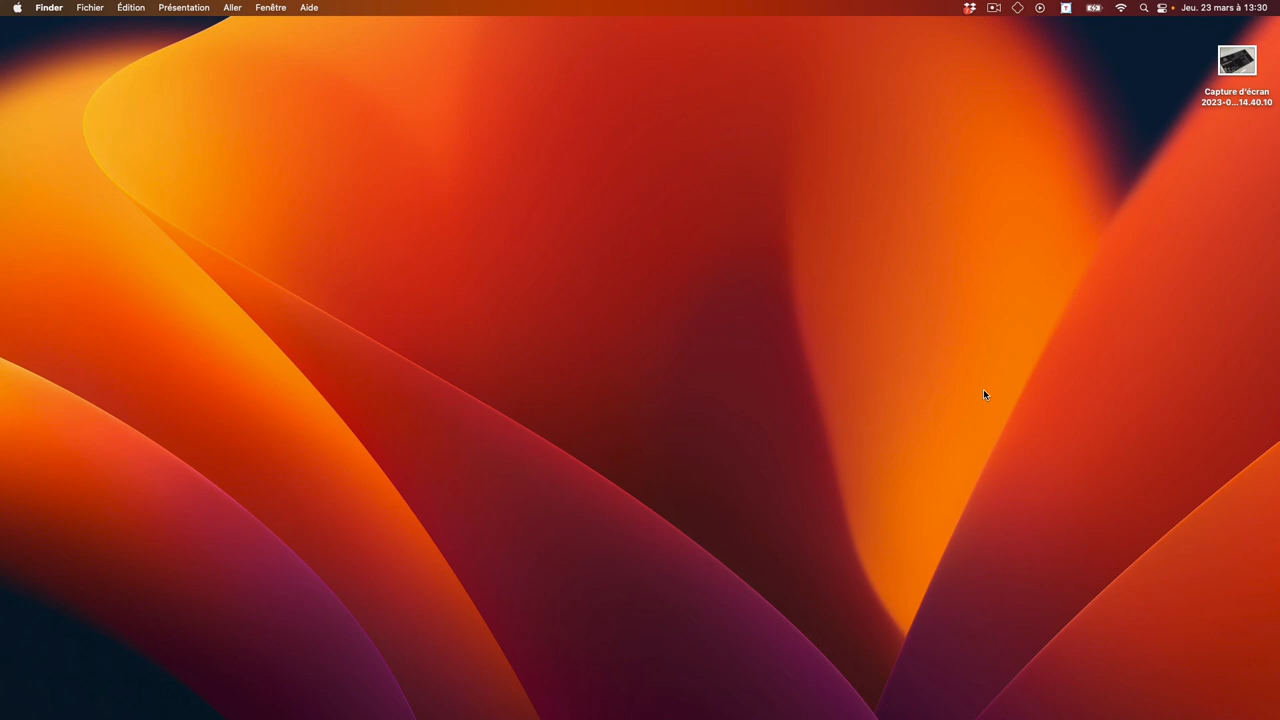 Finder Fichier Édition Présentation Aller Fenêtre Aide Jeu. 23 mars à 13:30
Capture d'écran
2023-0...14.40.10